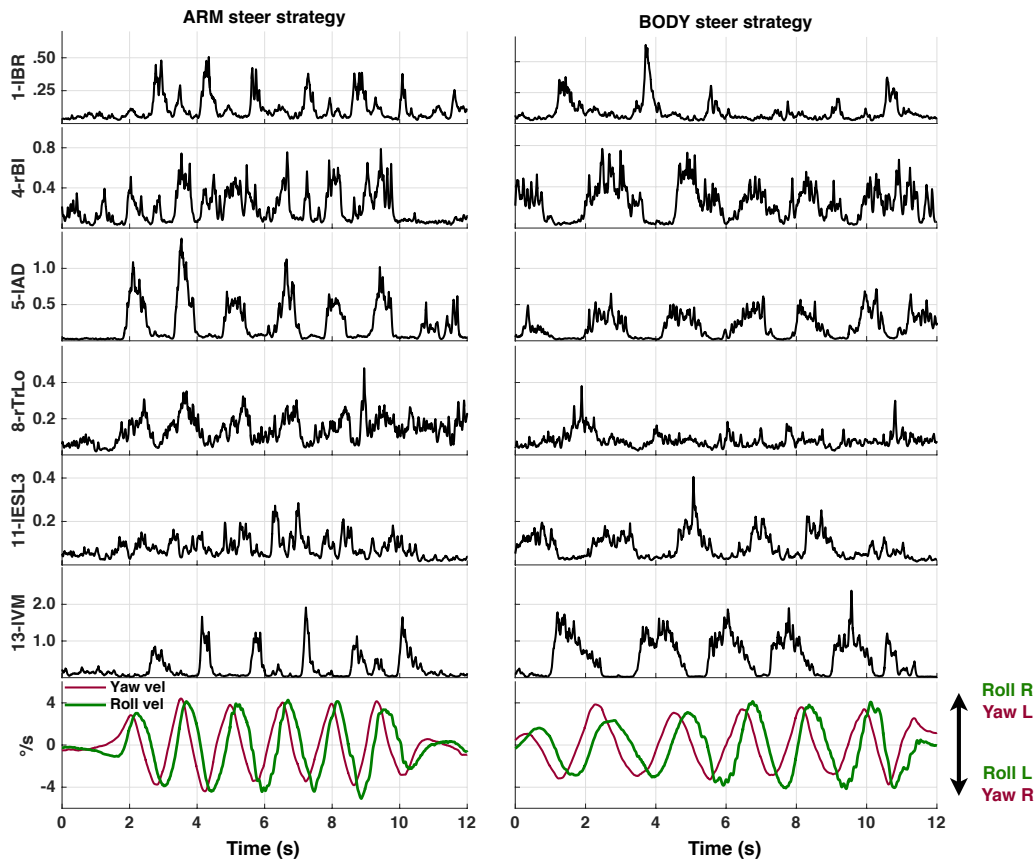 ARM steer strategy
BODY steer strategy
1-lBR
.50
.25
4-rBI
0.8
0.4
5-lAD
1.0
0.5
8-rTrLo
0.4
0.2
11-lESL3
0.4
0.2
13-lVM
2.0
1.0
°/s
4
0
-4
Yaw vel
Roll vel
0 2 4 6 8 10 12
0 2 4 6 8 10 12
Time (s)
Time (s)
Roll R
Yaw L
Roll L
Yaw R